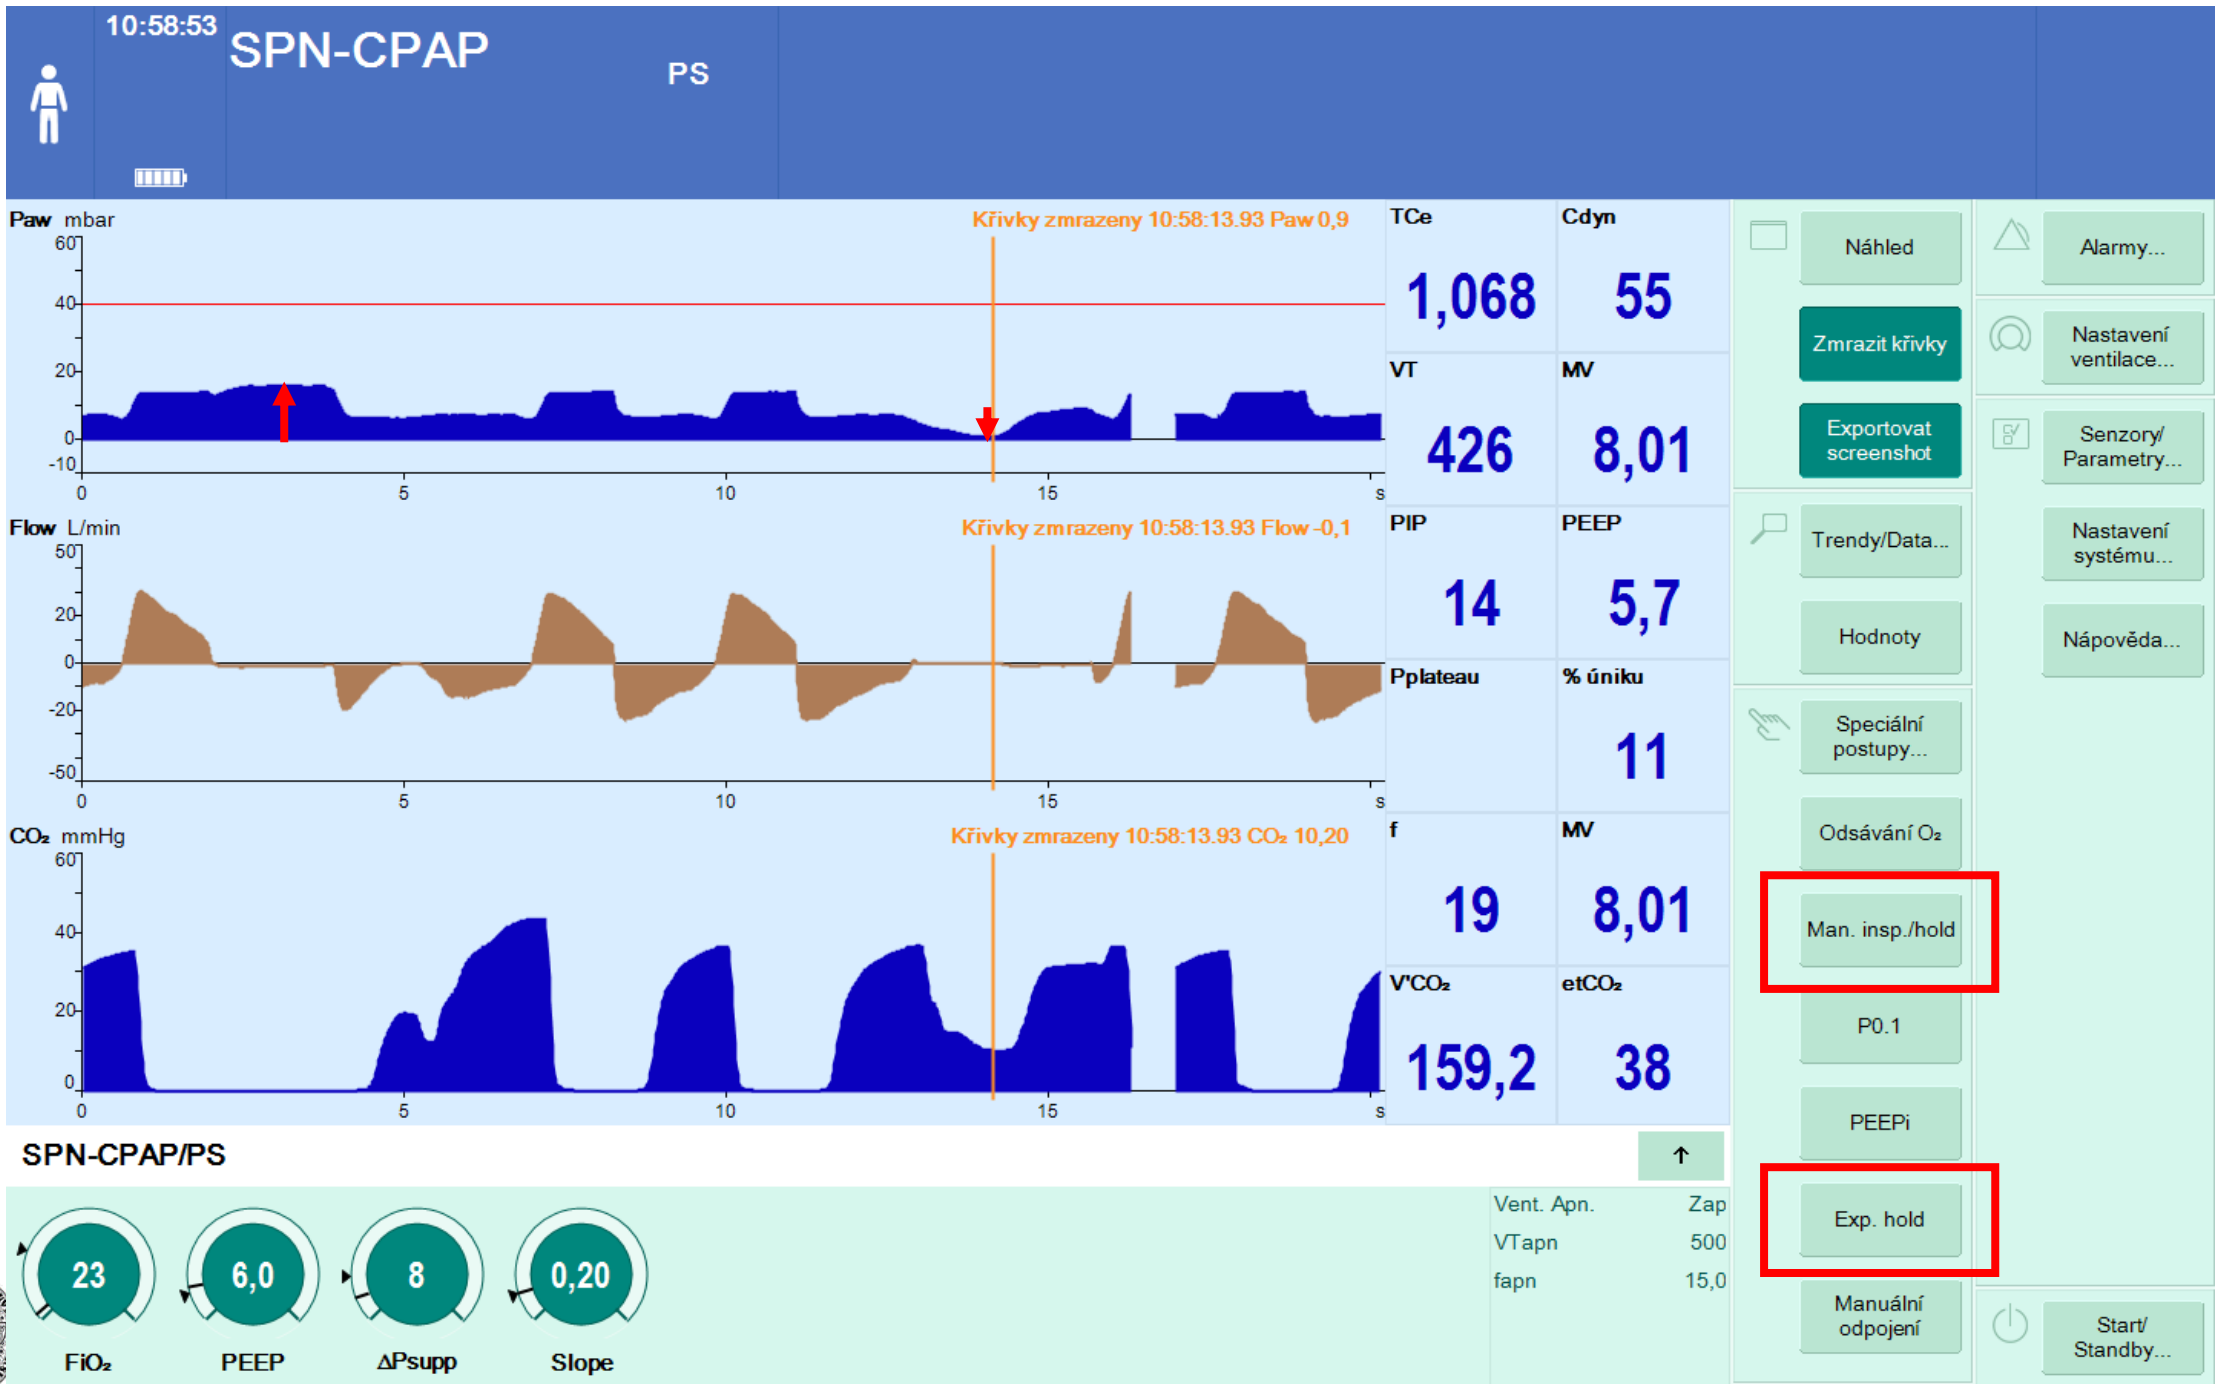 10:58:53
SPN-CPAP
PS
Paw mbar
Křivky zmrazeny 10:58:13.93 Paw 0,9
60
40
20
0
-10
0 5 10 15 s
Flow L/min
Křivky zmrazeny 10:58:13.93 Flow -0,1
50
20
0
-20
-50
0 5 10 15 s
CO₂ mmHg
Křivky zmrazeny 10:58:13.93 CO₂ 10,20
60
40
20
0
0 5 10 15 s
TCe Cdyn
1,068 55
VT MV
426 8,01
PIP PEEP
14 5,7
Pplateau % úniku
11
f MV
19 8,01
V'CO₂ etCO₂
159,2 38
Náhled
Zmrazit křivky
Exportovat
screenshot
Trendy/Data...
Hodnoty
Speciální
postupy...
Odsávání O₂
Man. insp./hold
P0.1
PEEPi
Exp. hold
Manuální
odpojení
Alarmy...
Nastavení
ventilace...
Senzory/
Parametry...
Nastavení
systému...
Nápověda...
Start/
Standby...
SPN-CPAP/PS
23
FiO₂
6,0
PEEP
8
ΔPsupp
0,20
Slope
Vent. Apn. Zap
VTapn 500
fapn 15,0